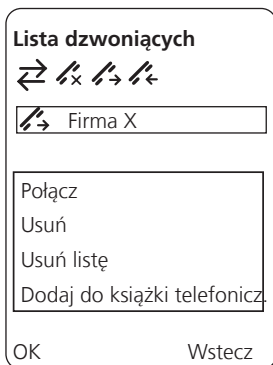 Lista dzwoniących
Firma X
Połącz
Usuń
Usuń listę
Dodaj do książki telefonicz.
OK Wstecz